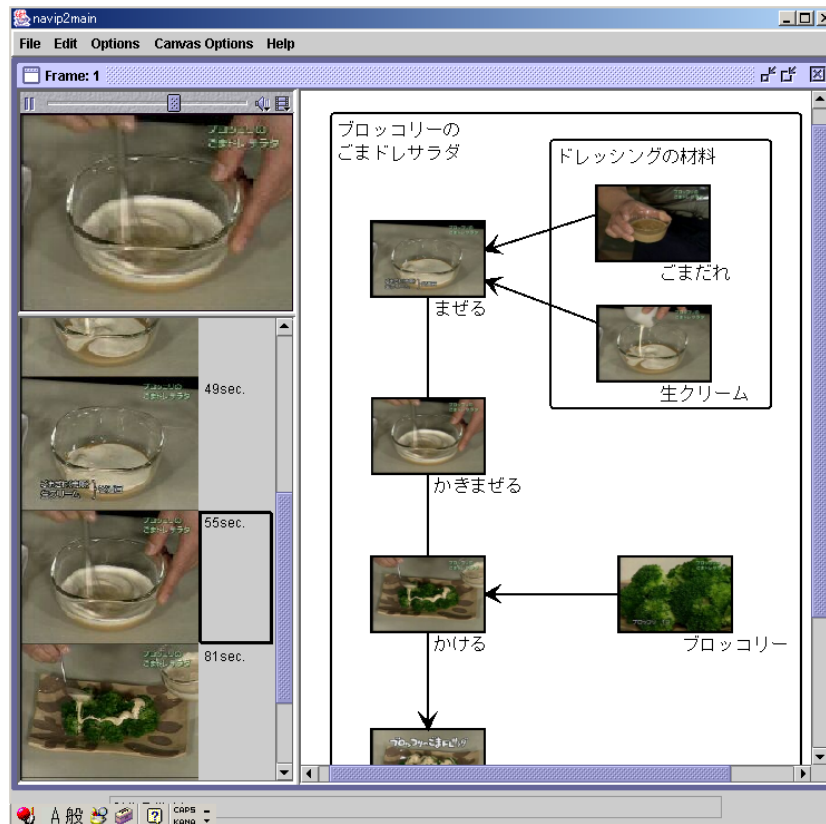 navip2main
File Edit Options Canvas Options Help
Frame: 1
49sec.
55sec.
81sec.
ブロッコリーの
ごまドレサラダ
ドレッシングの材料
ごまだれ
生クリーム
まぜる
かきまぜる
かける
ブロッコリー
A 般
CAPS
KANA